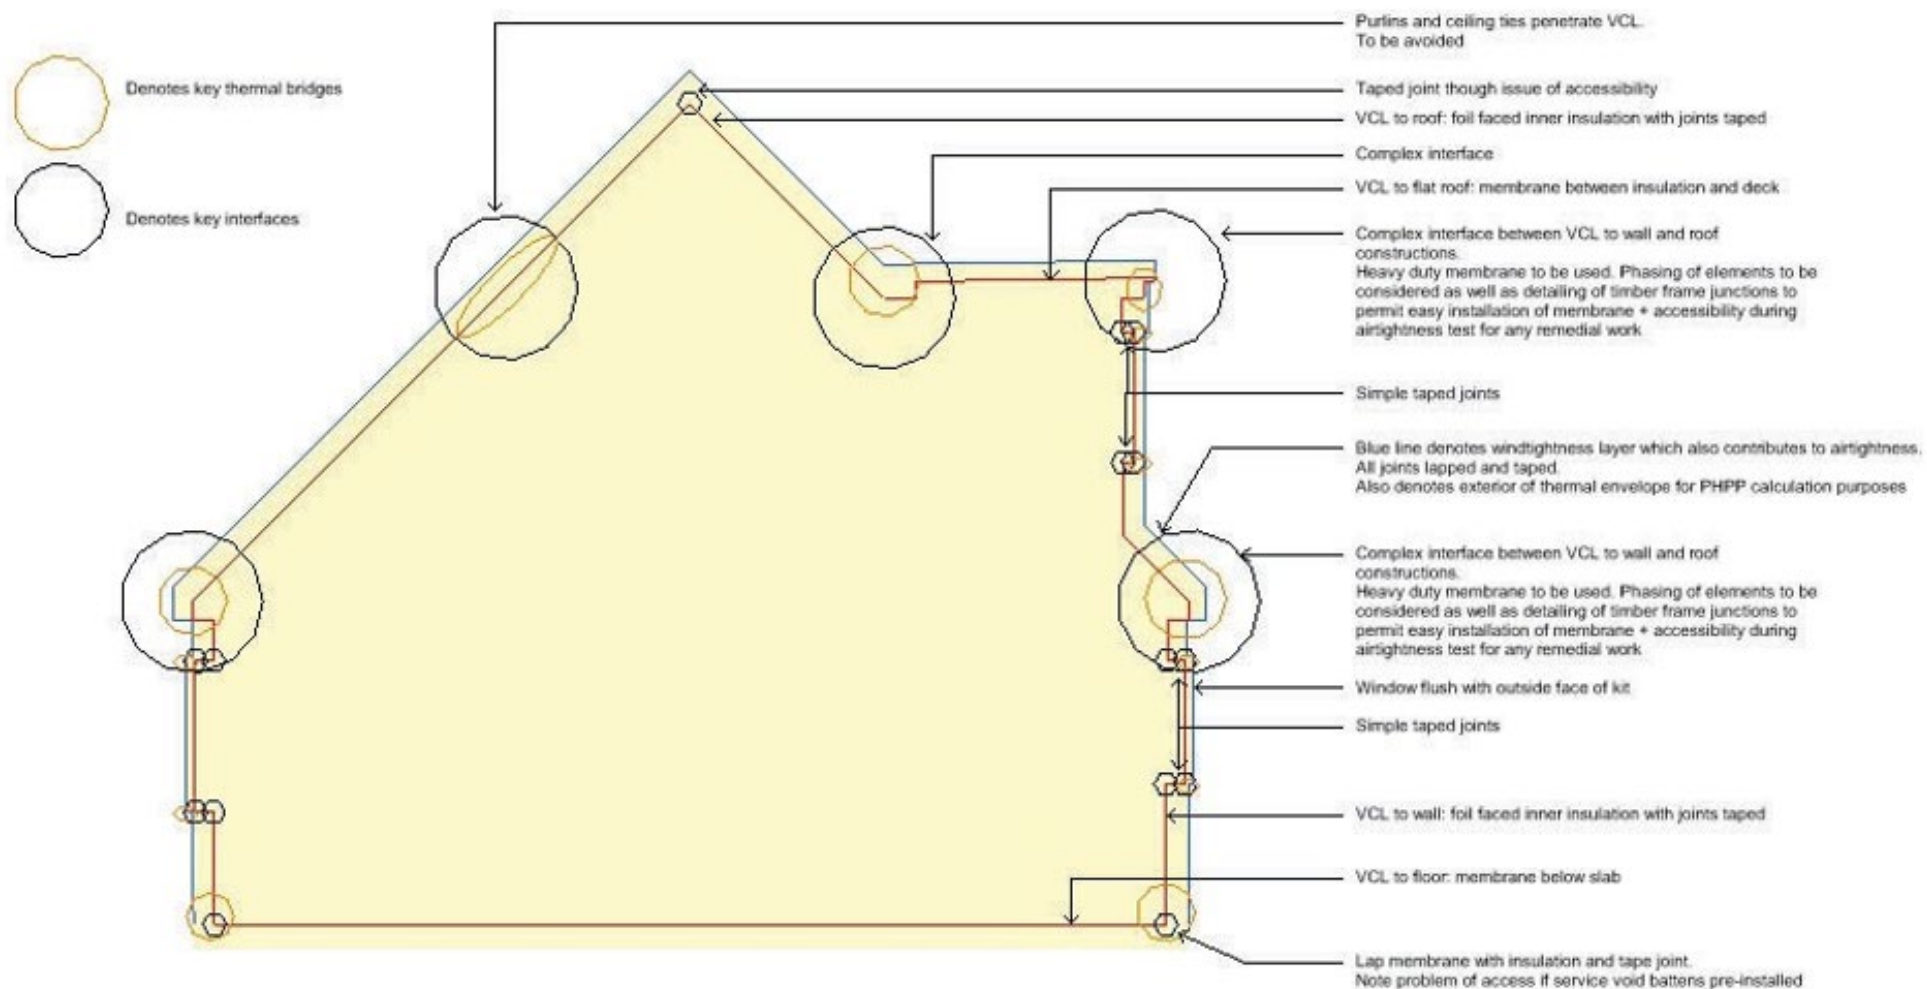 Denotes key thermal bridges
Denotes key interfaces
Purlins and ceiling ties penetrate VCL.
To be avoided
Taped joint though issue of accessibility
VCL to roof: foil faced inner insulation with joints taped
Complex interface
VCL to flat roof: membrane between insulation and deck
Complex interface between VCL to wall and roof
constructions.
Heavy duty membrane to be used. Phasing of elements to be
considered as well as detailing of timber frame junctions to
permit easy installation of membrane + accessibility during
airtightness test for any remedial work
Simple taped joints
Blue line denotes windtightness layer which also contributes to airtightness.
All joints lapped and taped.
Also denotes exterior of thermal envelope for PHPP calculation purposes
Complex interface between VCL to wall and roof
constructions.
Heavy duty membrane to be used. Phasing of elements to be
considered as well as detailing of timber frame junctions to
permit easy installation of membrane + accessibility during
airtightness test for any remedial work
Window flush with outside face of kit
Simple taped joints
VCL to wall: foil faced inner insulation with joints taped
VCL to floor: membrane below slab
Lap membrane with insulation and tape joint.
Note problem of access if service void battens pre-installed